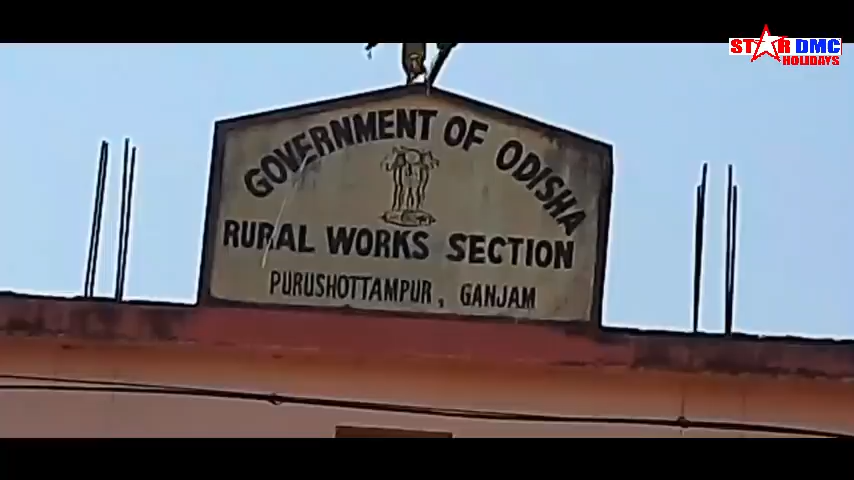 STAR DMC
HOLIDAYS
GOVERNMENT OF ODISHA
RURAL WORKS SECTION
PURUSHOTTAMPUR, GANJAM